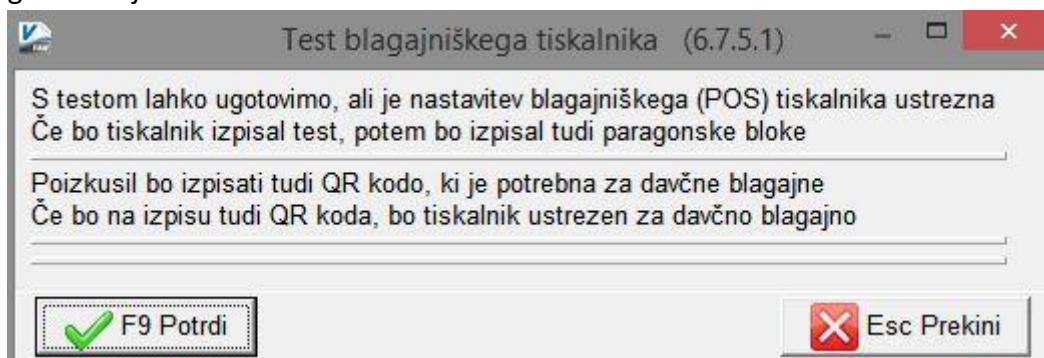 Test blagajniškega tiskalnika (6.7.5.1)
S testom lahko ugotovimo, ali je nastavitev blagajniškega (POS) tiskalnika ustrezna
Če bo tiskalnik izpisal test, potem bo izpisal tudi paragonske bloke
Poizkusil bo izpisati tudi QR kodo, ki je potrebna za davčne blagajne
Če bo na izpisu tudi QR koda, bo tiskalnik ustrezen za davčno blagajno
F9 Potrdi
Esc Prekini